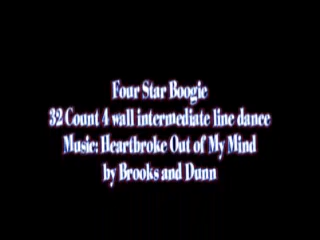 Four Star Boogie
32 Count 4 wall intermediate line dance
Music: Heartbroke Out of My Mind
by Brooks and Dunn